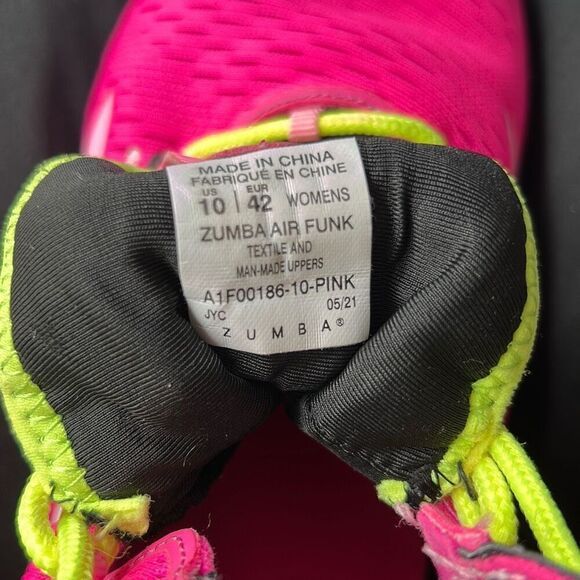 MADE IN CHINA
FABRIQUÉ EN CHINE
US EUR
10 | 42 WOMENS
ZUMBA AIR FUNK
TEXTILE AND
MAN-MADE UPPERS
A1F00186-10-PINK
JYC 05/21
ZUMBA®